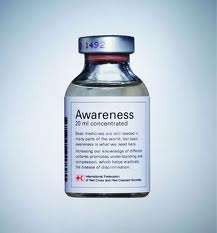 1492
Awareness
20 ml concentrated
Basic medicines are still needed in
many parts of the world, but basic
awareness is what we need here.
Increasing our knowledge of different
cultures promotes understanding and
compassion, which helps eradicate
the disease of discrimination.
International Federation
of Red Cross and Red Crescent Societies